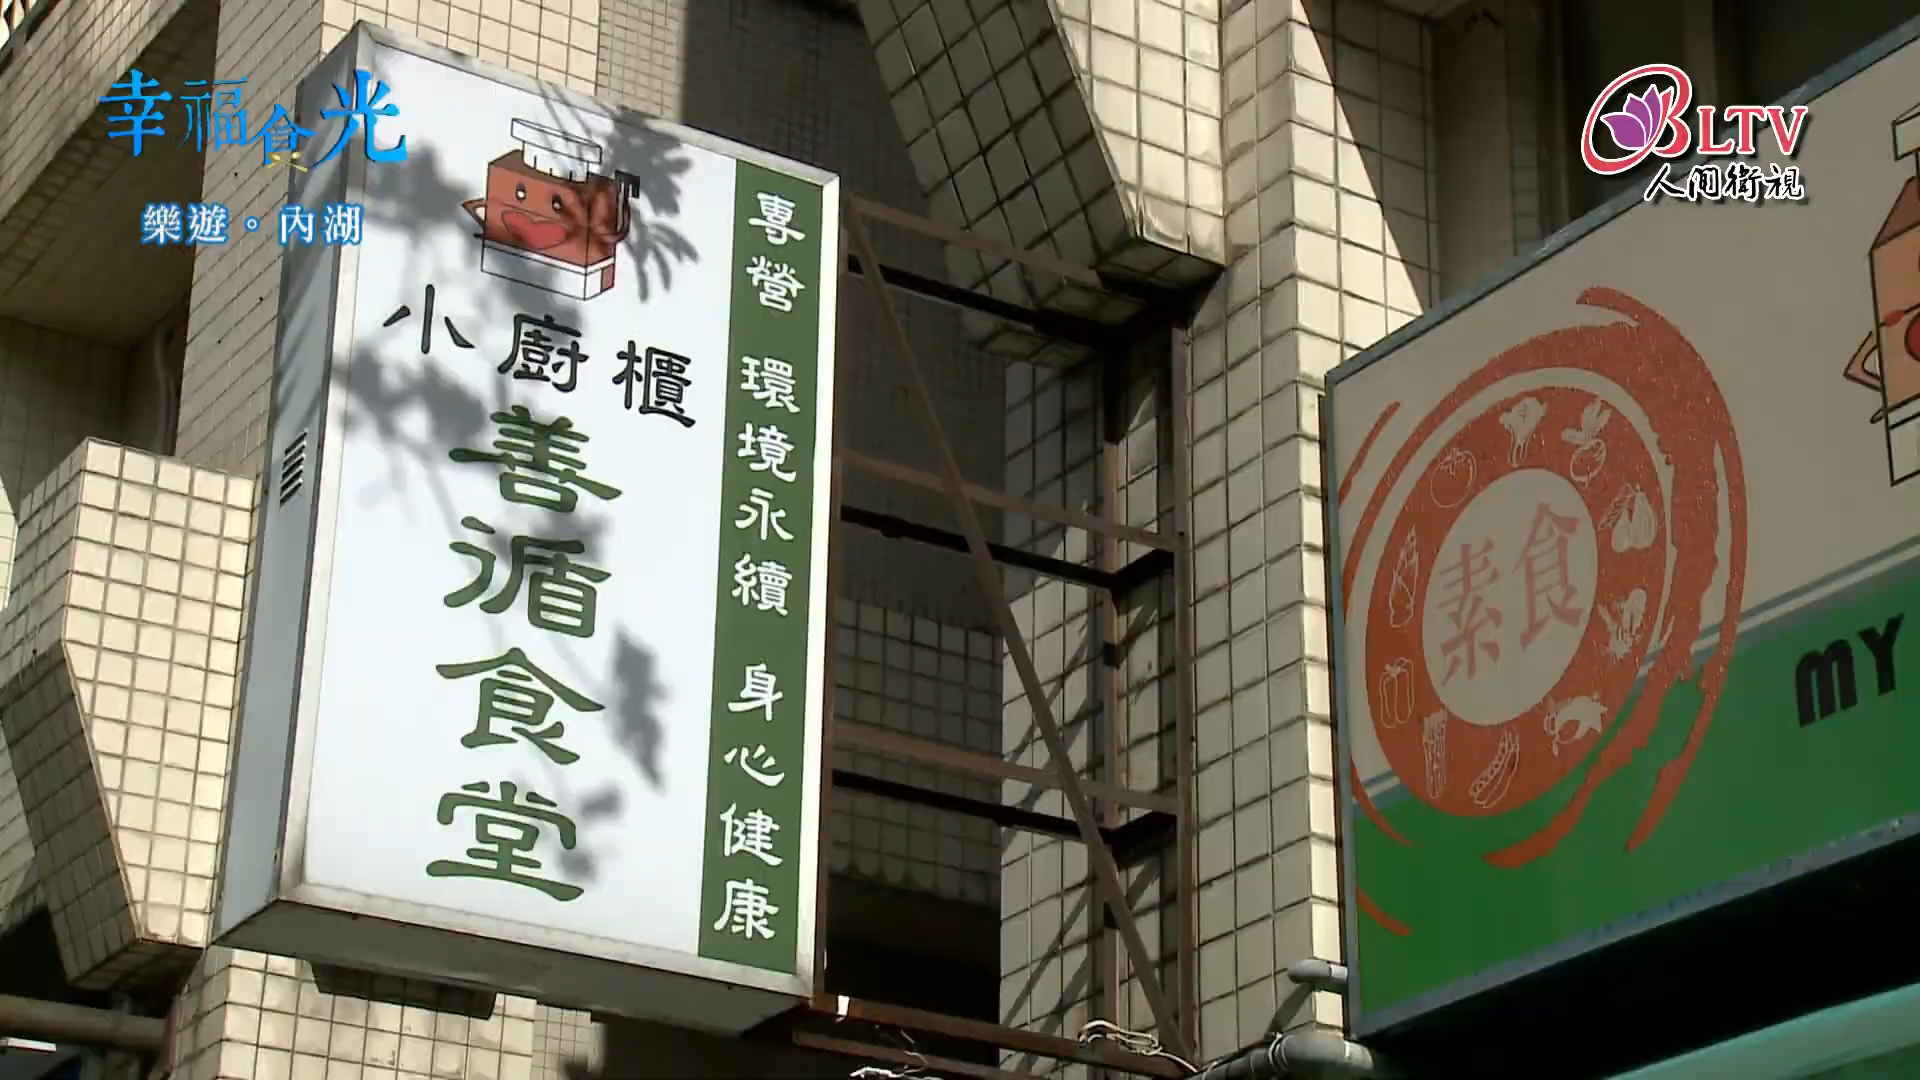 幸福食光
樂遊。內湖
BLTV
人間衛視
小廚櫃
善循食堂
專營 環境永續 身心健康
素食
MY